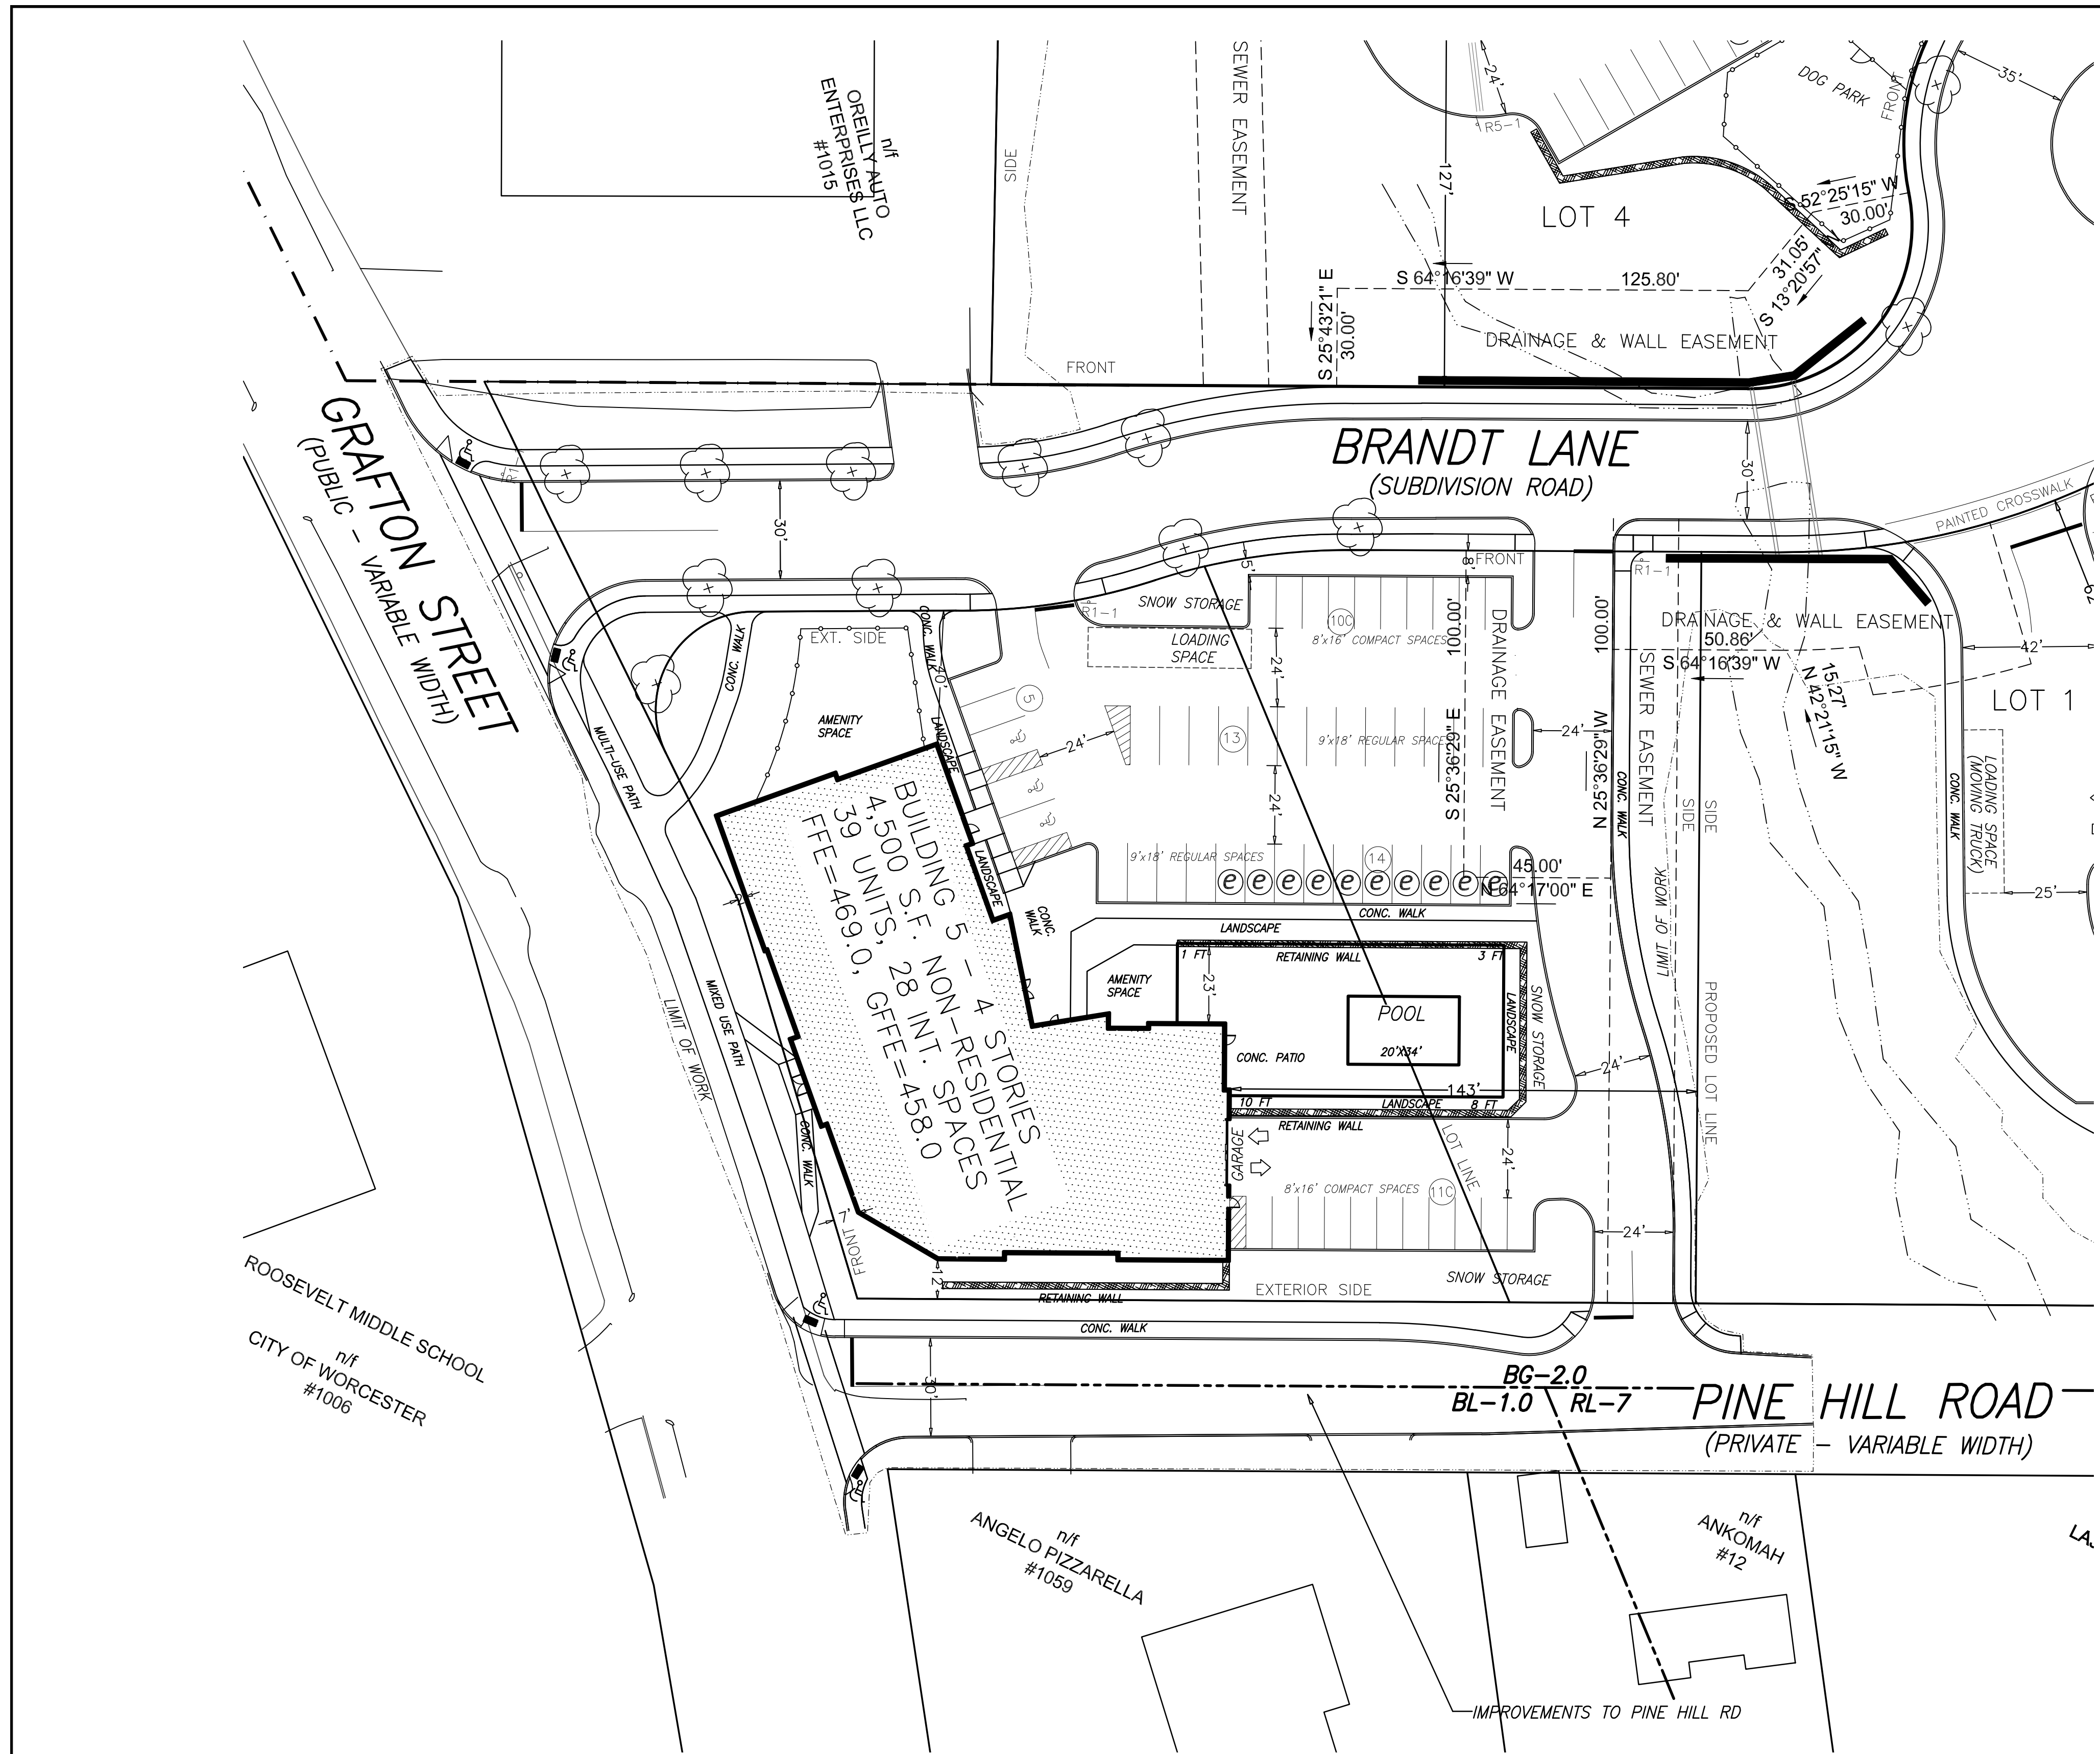 n/f
OREILLY AUTO
ENTERPRISES LLC
#1015
SIDE
SEWER EASEMENT
24'
R5-1
127'
DOG PARK
FRONT
35'
S 52°25'15" W
30.00'
LOT 4
31.05'
S 13°20'57"
S 25°43'21" E
30.00'
S 64°16'39" W
125.80'
DRAINAGE & WALL EASEMENT
FRONT
GRAFTON STREET
(PUBLIC - VARIABLE WIDTH)
BRANDT LANE
(SUBDIVISION ROAD)
30'
30'
PAINTED CROSSWALK
5'
8'
FRONT
R1-1
R1-1
SNOW STORAGE
LOADING
SPACE
10C
8'x16' COMPACT SPACES
24'
100.00'
S 25°36'29" E
DRAINAGE EASEMENT
100.00'
N 25°36'29" W
SEWER EASEMENT
DRAINAGE & WALL EASEMENT
50.86'
S 64°16'39" W
15.27'
N 42°21'15" W
42'
LOT 1
EXT. SIDE
CONC. WALK
CONC. WALK
40'
AMENITY
SPACE
LANDSCAPE
5
24'
13
9'x18' REGULAR SPACES
24'
24'
MULTI-USE PATH
CONC. WALK
SIDE
SIDE
LIMIT OF WORK
CONC. WALK
LOADING SPACE
(MOVING TRUCK)
25'
9'x18' REGULAR SPACES
14
e e e e e e e e e e
45.00'
N 64°17'00" E
LANDSCAPE
CONC.
WALK
CONC. WALK
LANDSCAPE
BUILDING 5 - 4 STORIES
4,500 S.F. NON-RESIDENTIAL
39 UNITS, 28 INT. SPACES
FFE=469.0, GFFE=458.0
1 FT
RETAINING WALL
3 FT
23'
AMENITY
SPACE
POOL
20'X34'
LANDSCAPE
SNOW STORAGE
CONC. PATIO
143'
24'
PROPOSED LOT LINE
10 FT
LANDSCAPE
8 FT
RETAINING WALL
GARAGE
LOT LINE
24'
8'x16' COMPACT SPACES
11C
24'
LIMIT OF WORK
MIXED USE PATH
CONC. WALK
7'
FRONT
12'
RETAINING WALL
EXTERIOR SIDE
SNOW STORAGE
CONC. WALK
30'
BG-2.0
BL-1.0
RL-7
PINE HILL ROAD
(PRIVATE - VARIABLE WIDTH)
ROOSEVELT MIDDLE SCHOOL
n/f
CITY OF WORCESTER
#1006
n/f
ANGELO PIZZARELLA
#1059
n/f
ANKOMAH
#12
IMPROVEMENTS TO PINE HILL RD